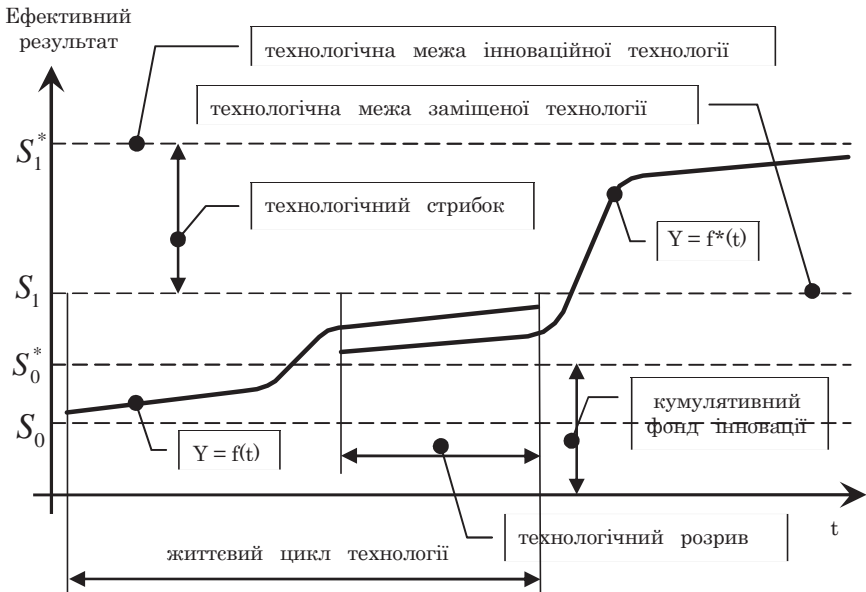 Ефективний
результат
технологічна межа інноваційної технології
технологічна межа заміщеної технології
S₁*
технологічний стрибок
Y = f*(t)
S₁
S₀*
кумулятивний
фонд інновації
S₀
Y = f(t)
t
технологічний розрив
життєвий цикл технології